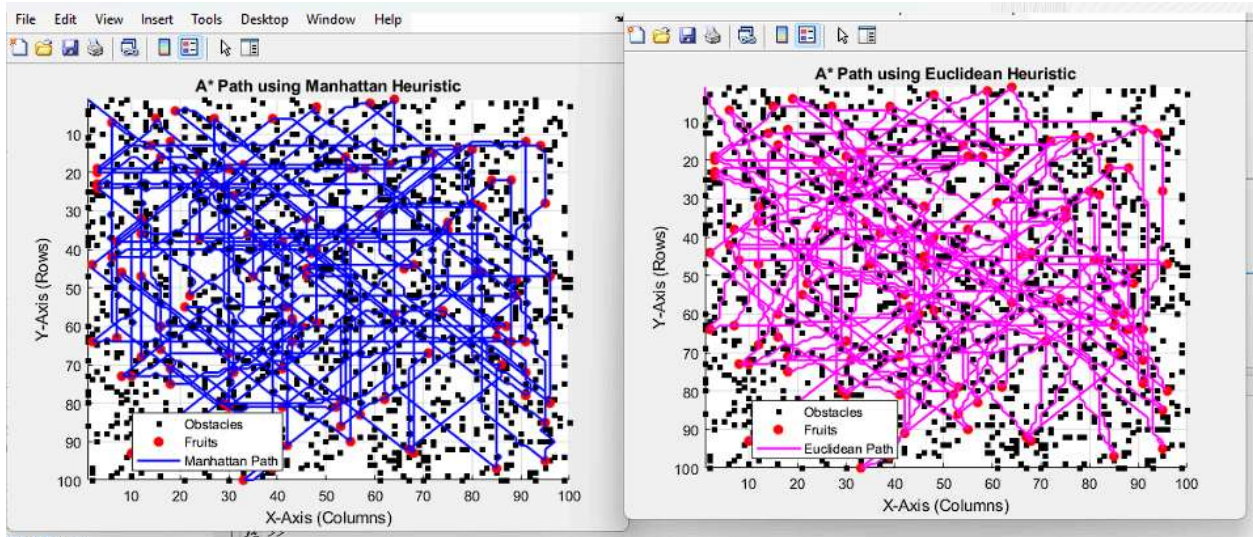 File Edit View Insert Tools Desktop Window Help
A* Path using Manhattan Heuristic
Y-Axis (Rows)
10
20
30
40
50
60
70
80
90
100
Obstacles
Fruits
Manhattan Path
10 20 30 40 50 60 70 80 90 100
X-Axis (Columns)
A* Path using Euclidean Heuristic
Y-Axis (Rows)
10
20
30
40
50
60
70
80
90
100
Obstacles
Fruits
Euclidean Path
10 20 30 40 50 60 70 80 90 100
X-Axis (Columns)